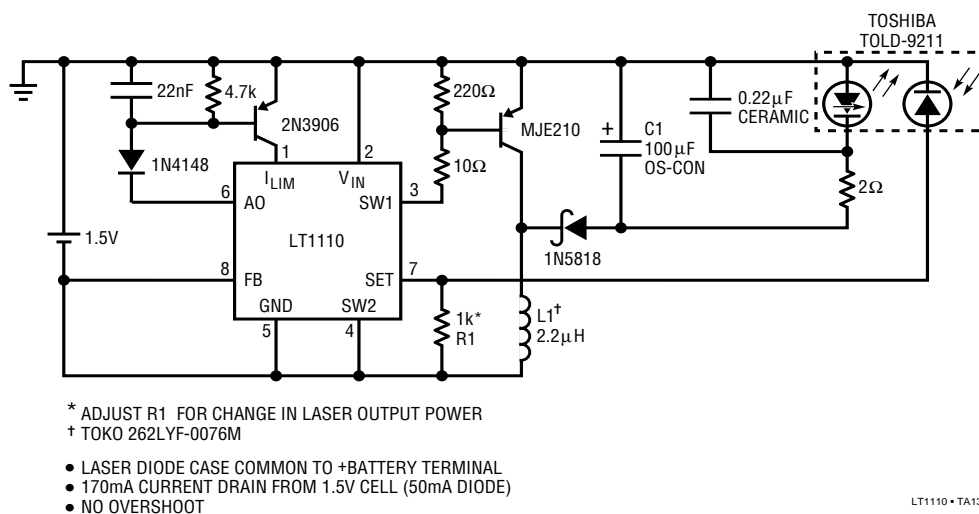 TOSHIBA
TOLD-9211
22nF
4.7k
2N3906
220Ω
MJE210
0.22µF
CERAMIC
+
C1
100µF
OS-CON
1N4148
1
2
10Ω
2Ω
6
I LIM
V IN
3
AO
SW1
LT1110
1N5818
1.5V
8
FB
SET
7
GND
SW2
1k*
R1
L1†
2.2µH
5
4
* ADJUST R1 FOR CHANGE IN LASER OUTPUT POWER
† TOKO 262LYF-0076M
● LASER DIODE CASE COMMON TO +BATTERY TERMINAL
● 170mA CURRENT DRAIN FROM 1.5V CELL (50mA DIODE)
● NO OVERSHOOT
LT1110 • TA13